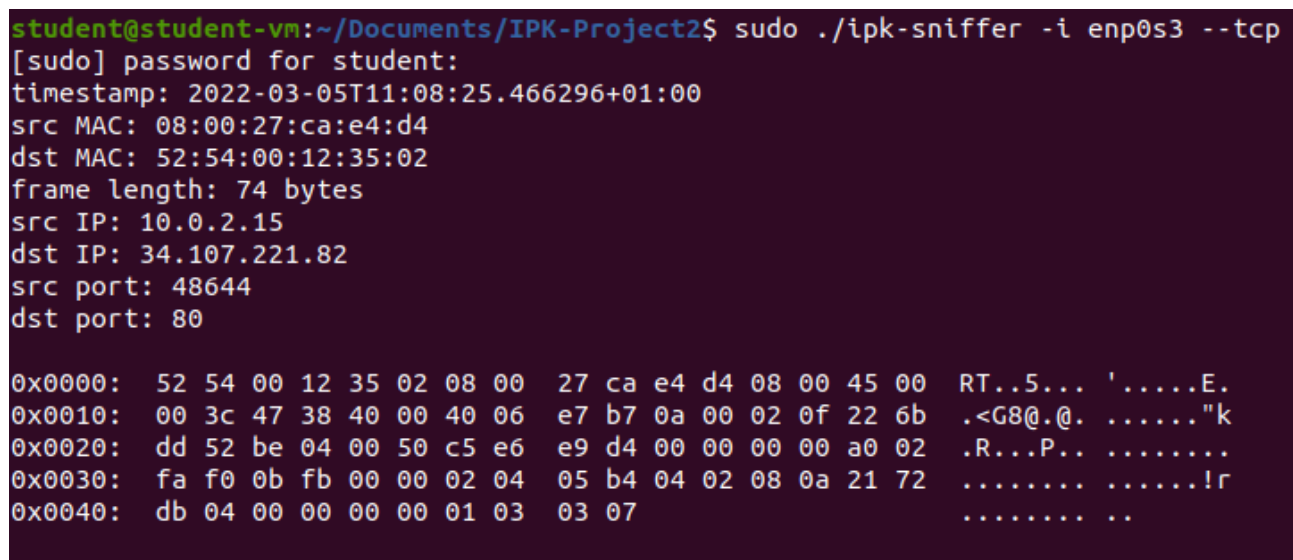 student@student-vm:~/Documents/IPK-Project2$ sudo ./ipk-sniffer -i enp0s3 --tcp
[sudo] password for student:
timestamp: 2022-03-05T11:08:25.466296+01:00
src MAC: 08:00:27:ca:e4:d4
dst MAC: 52:54:00:12:35:02
frame length: 74 bytes
src IP: 10.0.2.15
dst IP: 34.107.221.82
src port: 48644
dst port: 80

0x0000:  52 54 00 12 35 02 08 00  27 ca e4 d4 08 00 45 00  RT..5... '.....E.
0x0010:  00 3c 47 38 40 00 40 06  e7 b7 0a 00 02 0f 22 6b  .<G8@.@. ......"k
0x0020:  dd 52 be 04 00 50 c5 e6  e9 d4 00 00 00 00 a0 02  .R...P.. ........
0x0030:  fa f0 0b fb 00 00 02 04  05 b4 04 02 08 0a 21 72  ........ ......!r
0x0040:  db 04 00 00 00 00 01 03  03 07                    ........ ..